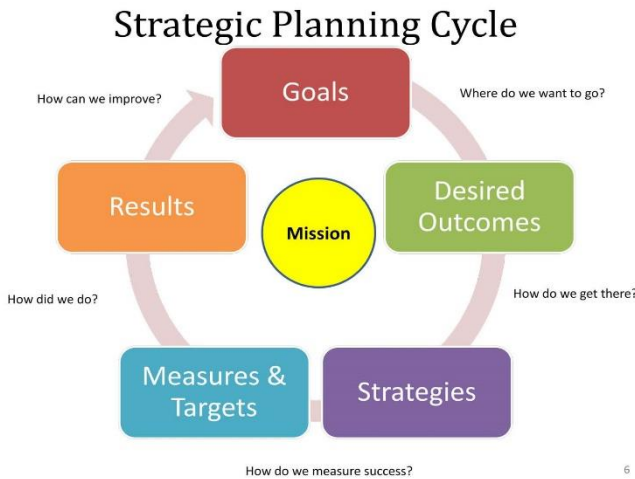 Strategic Planning Cycle
Goals
How can we improve?
Where do we want to go?
Results
Mission
Desired
Outcomes
How did we do?
How do we get there?
Measures &
Targets
Strategies
How do we measure success?
6